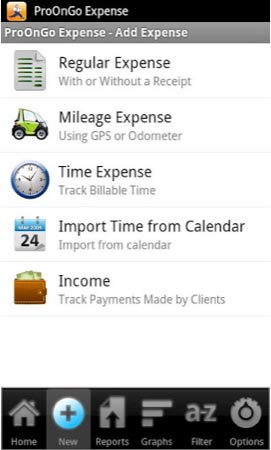 ProOnGo Expense
ProOnGo Expense - Add Expense
Regular Expense
With or Without a Receipt
Mileage Expense
Using GPS or Odometer
Time Expense
Track Billable Time
Import Time from Calendar
24
Import from calendar
Income
Track Payments Made by Clients
a-z
Home New Reports Graphs Filter Options